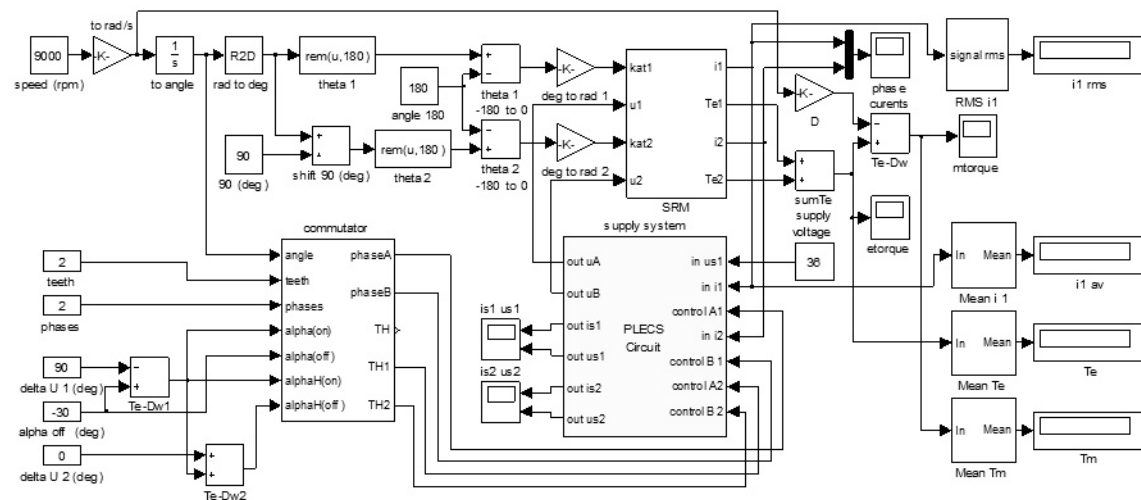 to rad/s
9000
-K-
speed (rpm)
1
s
to angle
R2D
rad to deg
rem(u,180)
theta 1
180
angle 180
+
-
theta 1
-180 to 0
-K-
deg to rad 1
90
90 (deg)
+
+
shift 90 (deg)
rem(u,180)
theta 2
-
+
theta 2
-180 to 0
-K-
deg to rad 2
kat1
u1
kat2
u2
i1
Te1
i2
Te2
SRM
phase
curents
signal rms
RMS i1
i1 rms
-K-
D
-
+
Te-Dw
mtorque
+
+
sumTe
etorque
supply
voltage
36
commutator
angle
teeth
phases
alpha(on)
alpha(off)
alphaH(on)
alphaH(off)
phaseA
phaseB
TH
TH1
TH2
2
teeth
2
phases
90
delta U 1 (deg)
-
+
Te-Dw1
-30
alpha off (deg)
0
delta U 2 (deg)
+
+
Te-Dw2
supply system
out uA
out uB
out is1
out us1
out is2
out us2
PLECS
Circuit
in us1
in i1
control A1
in i2
control B 1
control A2
control B 2
is1 us1
is2 us2
In
Mean
Mean i 1
i1 av
In
Mean
Mean Te
Te
In
Mean
Mean Tm
Tm